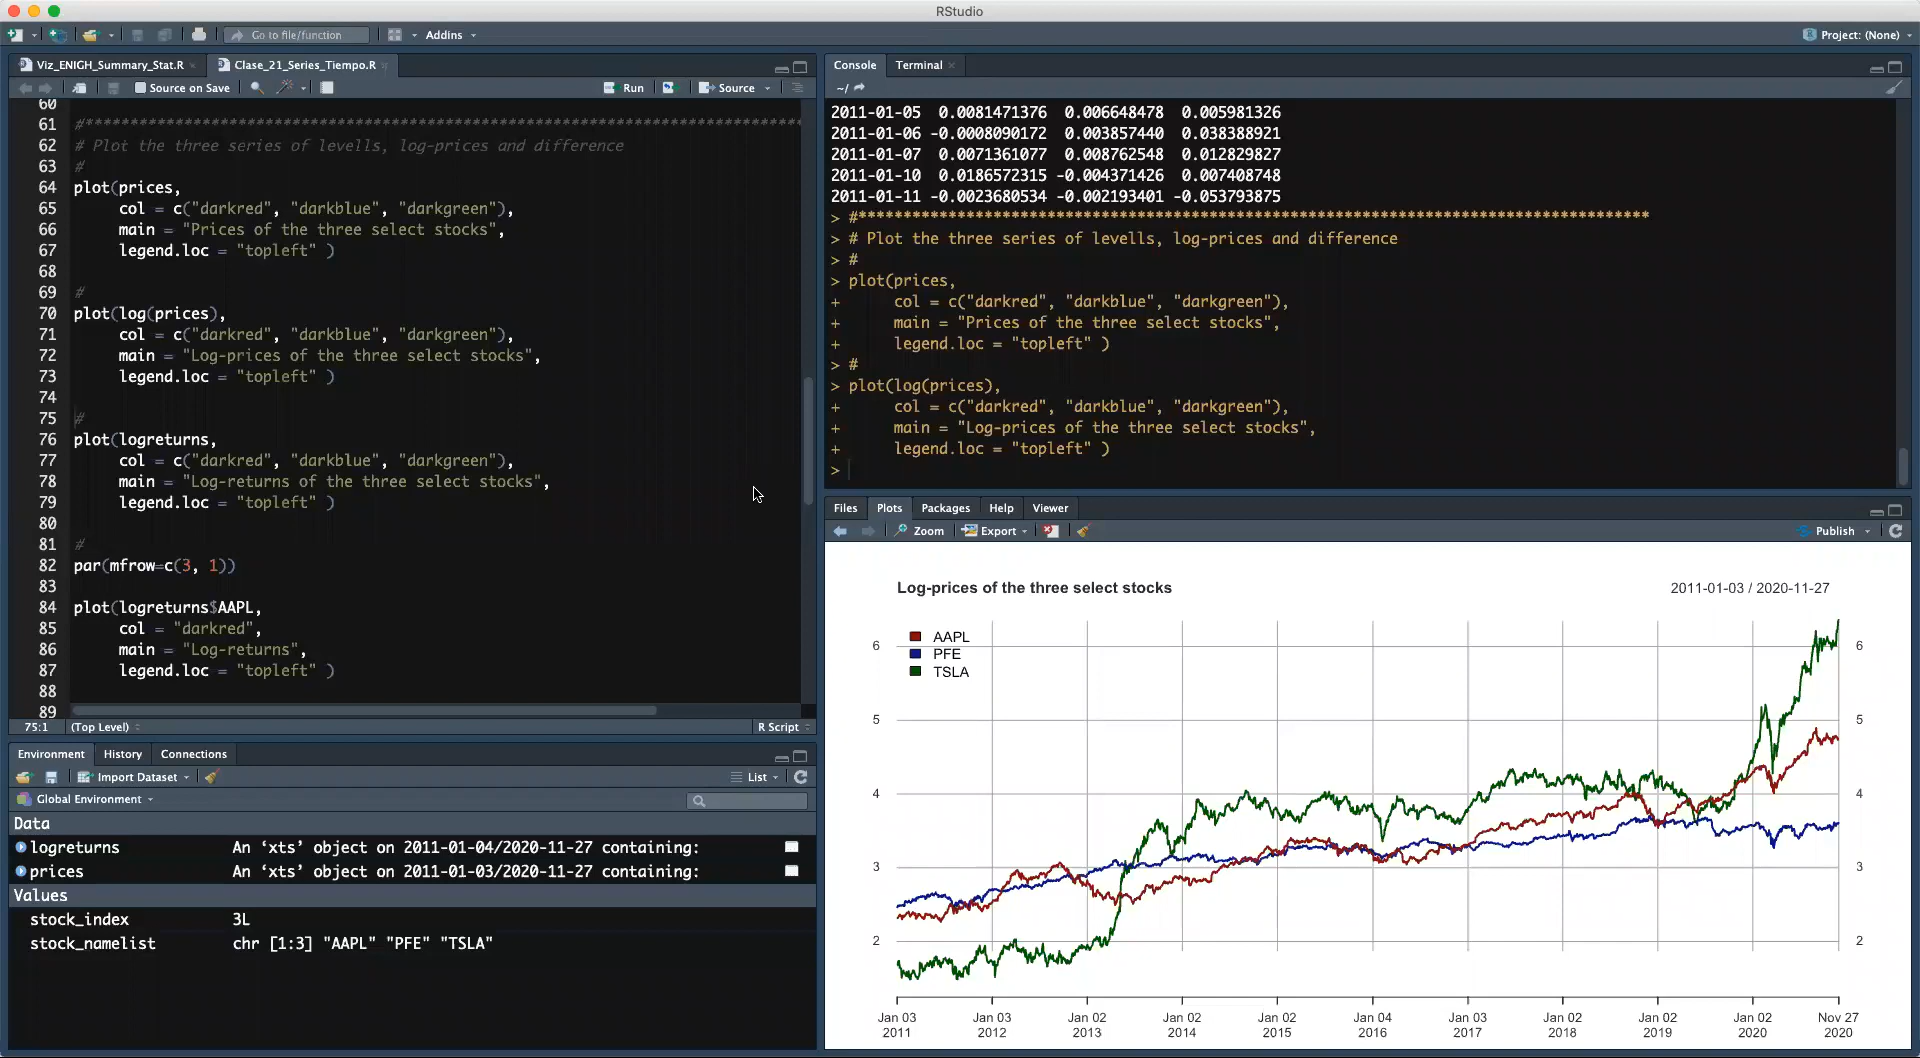 RStudio
Go to file/function
Addins
Project: (None)
Viz_ENIGH_Summary_Stat.R
Clase_21_Series_Tiempo.R
Source on Save
Run
Source
60
61 #*********************************************************************************
62 # Plot the three series of levells, log-prices and difference
63 #
64 plot(prices,
65 col = c("darkred", "darkblue", "darkgreen"),
66 main = "Prices of the three select stocks",
67 legend.loc = "topleft" )
68
69 #
70 plot(log(prices),
71 col = c("darkred", "darkblue", "darkgreen"),
72 main = "Log-prices of the three select stocks",
73 legend.loc = "topleft" )
74
75 #
76 plot(logreturns,
77 col = c("darkred", "darkblue", "darkgreen"),
78 main = "Log-returns of the three select stocks",
79 legend.loc = "topleft" )
80
81 #
82 par(mfrow=c(3, 1))
83
84 plot(logreturns$AAPL,
85 col = "darkred",
86 main = "Log-returns",
87 legend.loc = "topleft" )
88
89
75:1 (Top Level) R Script
Environment History Connections
Import Dataset List
Global Environment
Data
logreturns An ‘xts’ object on 2011-01-04/2020-11-27 containing:
prices An ‘xts’ object on 2011-01-03/2020-11-27 containing:
Values
stock_index 3L
stock_namelist chr [1:3] "AAPL" "PFE" "TSLA"
Console Terminal
~/
2011-01-05 0.0081471376 0.006648478 0.005981326
2011-01-06 -0.0008090172 0.003857440 0.038388921
2011-01-07 0.0071361077 0.008762548 0.012829827
2011-01-10 0.0186572315 -0.004371426 0.007408748
2011-01-11 -0.0023680534 -0.002193401 -0.053793875
> #****************************************************************************************
> # Plot the three series of levells, log-prices and difference
> #
> plot(prices,
+ col = c("darkred", "darkblue", "darkgreen"),
+ main = "Prices of the three select stocks",
+ legend.loc = "topleft" )
> #
> plot(log(prices),
+ col = c("darkred", "darkblue", "darkgreen"),
+ main = "Log-prices of the three select stocks",
+ legend.loc = "topleft" )
>
Files Plots Packages Help Viewer
Zoom Export Publish
Log-prices of the three select stocks 2011-01-03 / 2020-11-27
AAPL
PFE
TSLA
6 6
5 5
4 4
3 3
2 2
Jan 03 Jan 03 Jan 02 Jan 02 Jan 02 Jan 04 Jan 03 Jan 02 Jan 02 Jan 02 Nov 27
2011 2012 2013 2014 2015 2016 2017 2018 2019 2020 2020